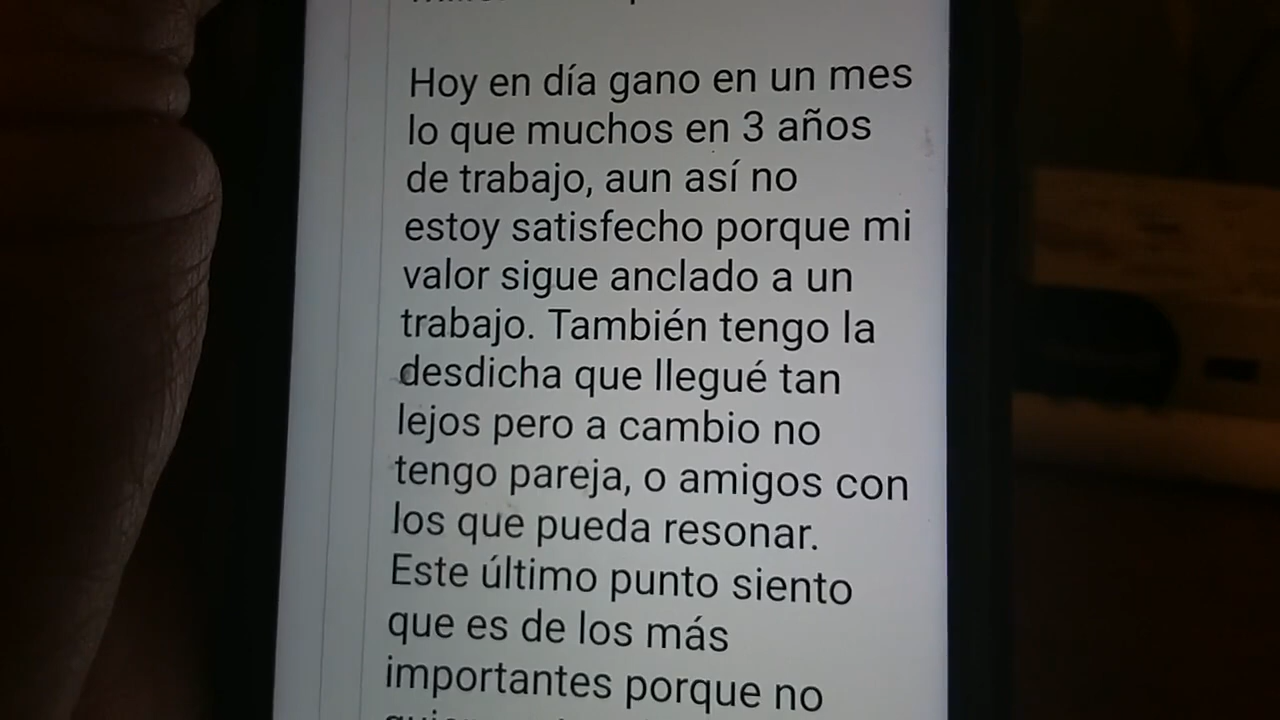 Hoy en día gano en un mes
lo que muchos en 3 años
de trabajo, aun así no
estoy satisfecho porque mi
valor sigue anclado a un
trabajo. También tengo la
desdicha que llegué tan
lejos pero a cambio no
tengo pareja, o amigos con
los que pueda resonar.
Este último punto siento
que es de los más
importantes porque no